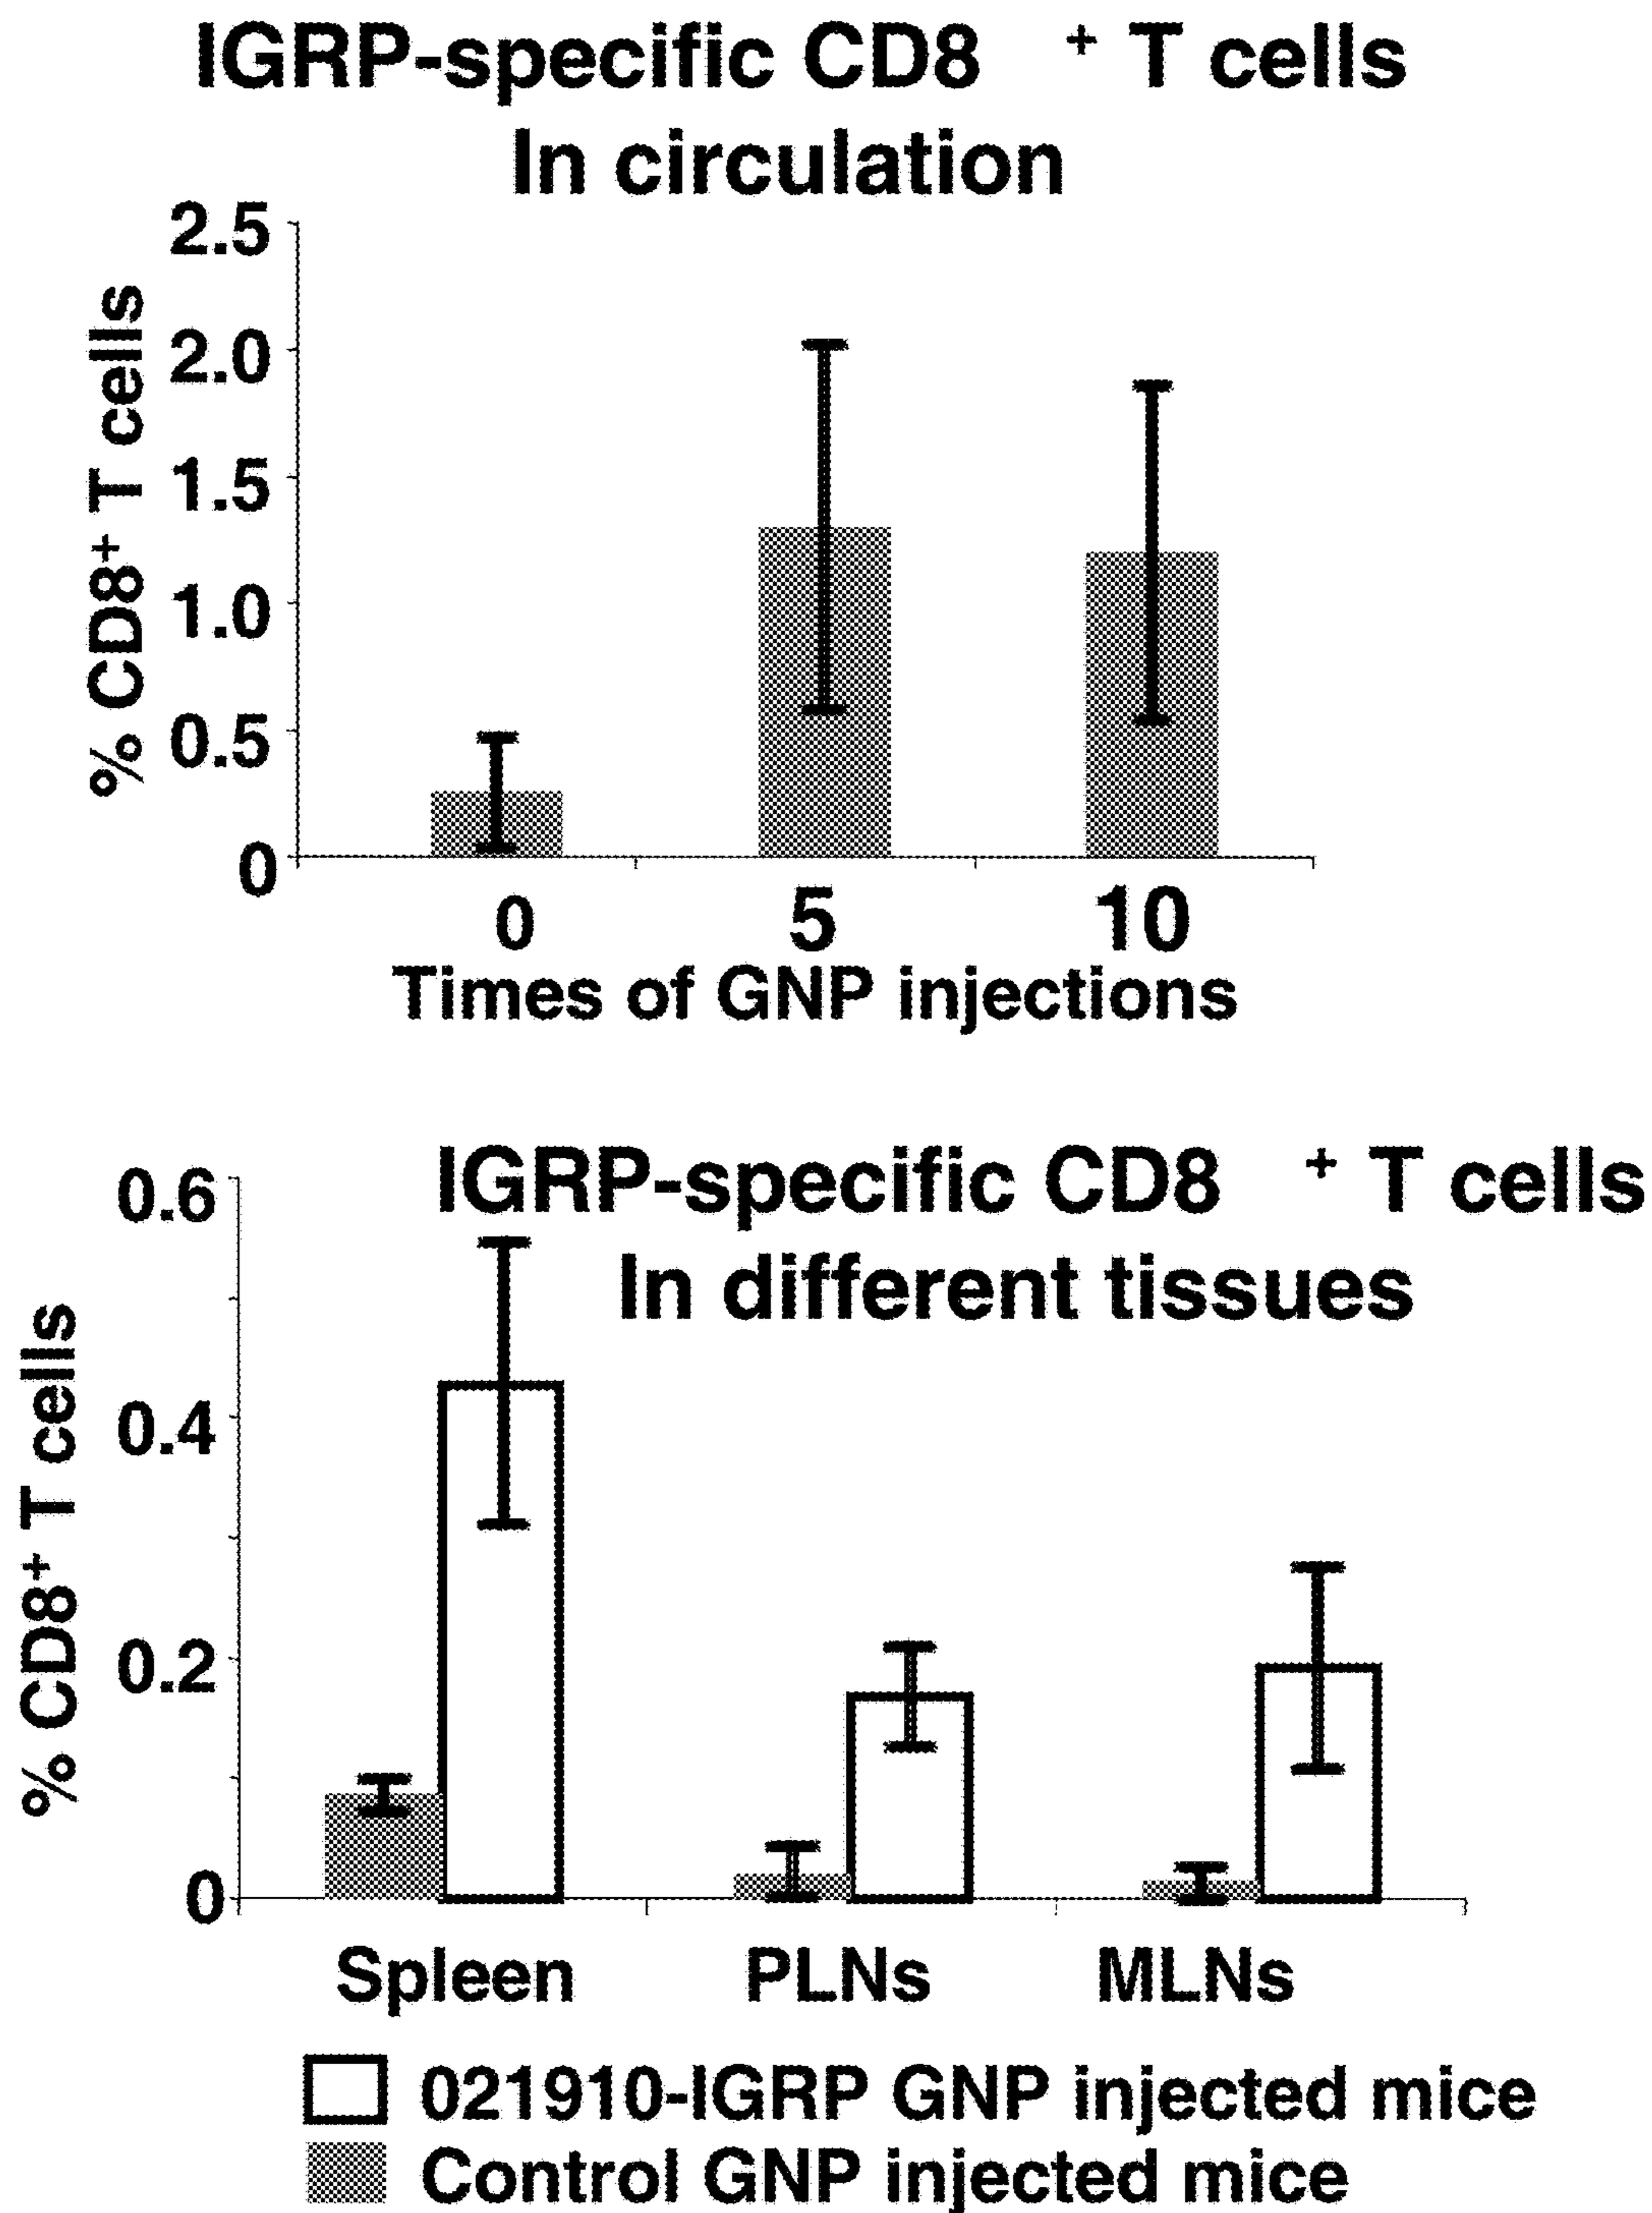 IGRP-specific CD8 + T cells
In circulation
% CD8+ T cells
2.5
2.0
1.5
1.0
0.5
0
0 5 10
Times of GNP injections
IGRP-specific CD8 + T cells
In different tissues
% CD8+ T cells
0.6
0.4
0.2
0
Spleen PLNs MLNs
021910-IGRP GNP injected mice
Control GNP injected mice